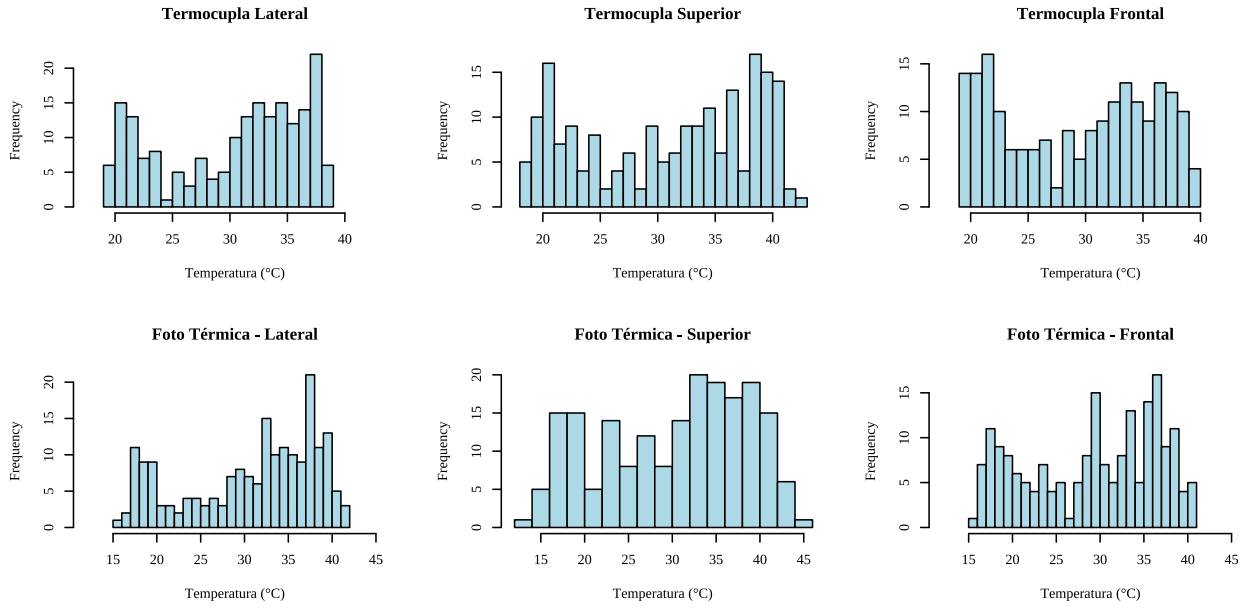 Termocupla Lateral
Frequency
0 5 10 15 20
20 25 30 35 40
Temperatura (°C)
Termocupla Superior
Frequency
0 5 10 15
20 25 30 35 40
Temperatura (°C)
Termocupla Frontal
Frequency
0 5 10 15
20 25 30 35 40
Temperatura (°C)
Foto Térmica - Lateral
Frequency
0 5 10 15 20
15 20 25 30 35 40 45
Temperatura (°C)
Foto Térmica - Superior
Frequency
0 5 10 15 20
15 20 25 30 35 40 45
Temperatura (°C)
Foto Térmica - Frontal
Frequency
0 5 10 15
15 20 25 30 35 40 45
Temperatura (°C)